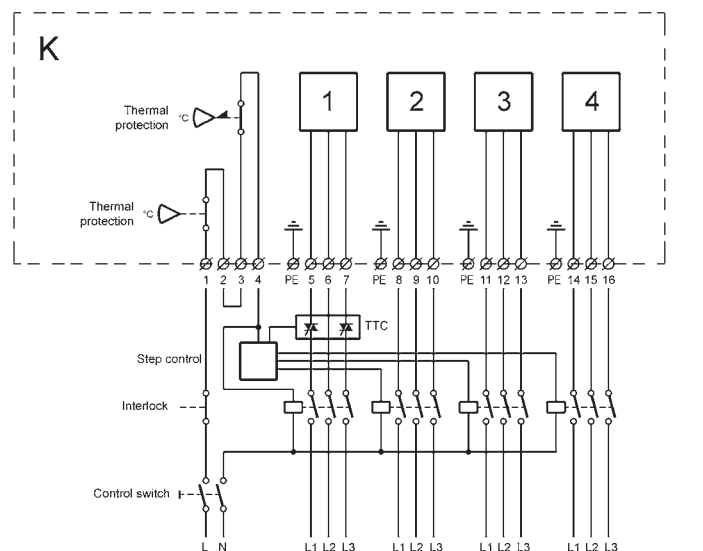 K
1 2 3 4
Thermal
protection
°C
Thermal
protection
°C
1 2 3 4 PE 5 6 7 PE 8 9 10 PE 11 12 13 PE 14 15 16
TTC
Step control
Interlock
Control switch
L N L1 L2 L3 L1 L2 L3 L1 L2 L3 L1 L2 L3